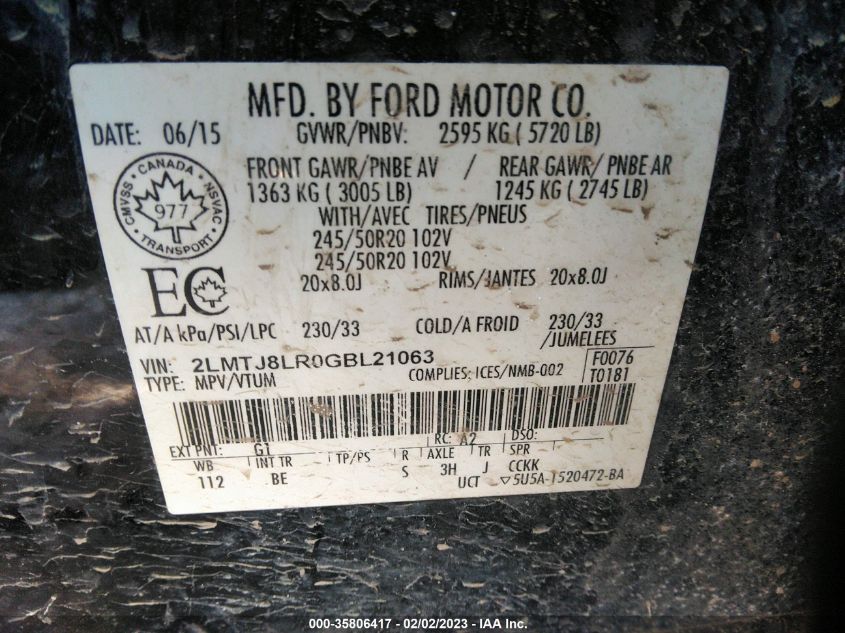 MFD. BY FORD MOTOR CO.
DATE: 06/15 GVWR/PNBV: 2595 KG ( 5720 LB)
FRONT GAWR/PNBE AV / REAR GAWR/ PNBE AR
1363 KG ( 3005 LB) 1245 KG ( 2745 LB)
WITH/AVEC TIRES/PNEUS
245/50R20 102V
245/50R20 102V
20x8.0J RIMS/JANTES 20x8.0J
CANADA
CMVSS 977 NSVAC
TRANSPORT
EC
AT/A kPa/PSI/LPC 230/33 COLD/A FROID 230/33
/JUMELEES
VIN: 2LMTJ8LR0GBL21063 F0076
TYPE: MPV/VTUM COMPLIES: ICES/NMB-002 T0181
EXT PNT: G1 RC: A2 DSO:
WB INT TR TP/PS R AXLE TR SPR
112 BE S 3H J CCKK
UCT ▽5U5A-1520472-BA
000-35806417 - 02/02/2023 - IAA Inc.